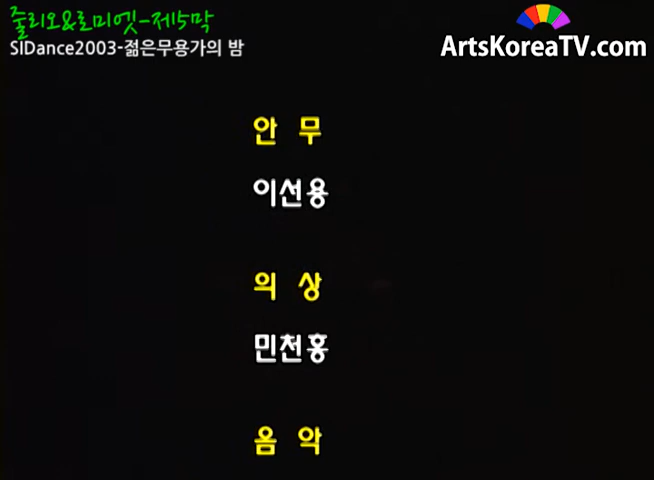 줄리오&로미엣-제5막
SIDance2003-젊은무용가의 밤
ArtsKoreaTV.com
안 무
이선용
의 상
민천홍
음 악